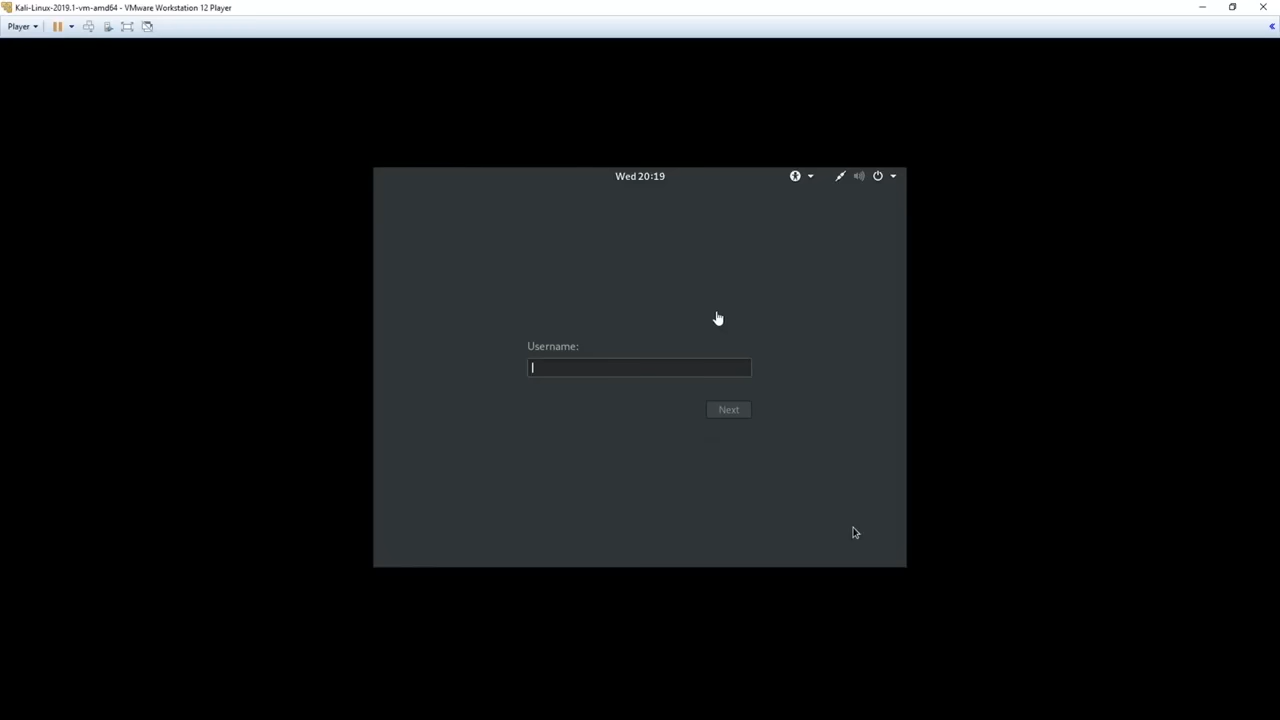 Kali-Linux-2019.1-vm-amd64 - VMware Workstation 12 Player
Player
Wed 20:19
Username:
Next